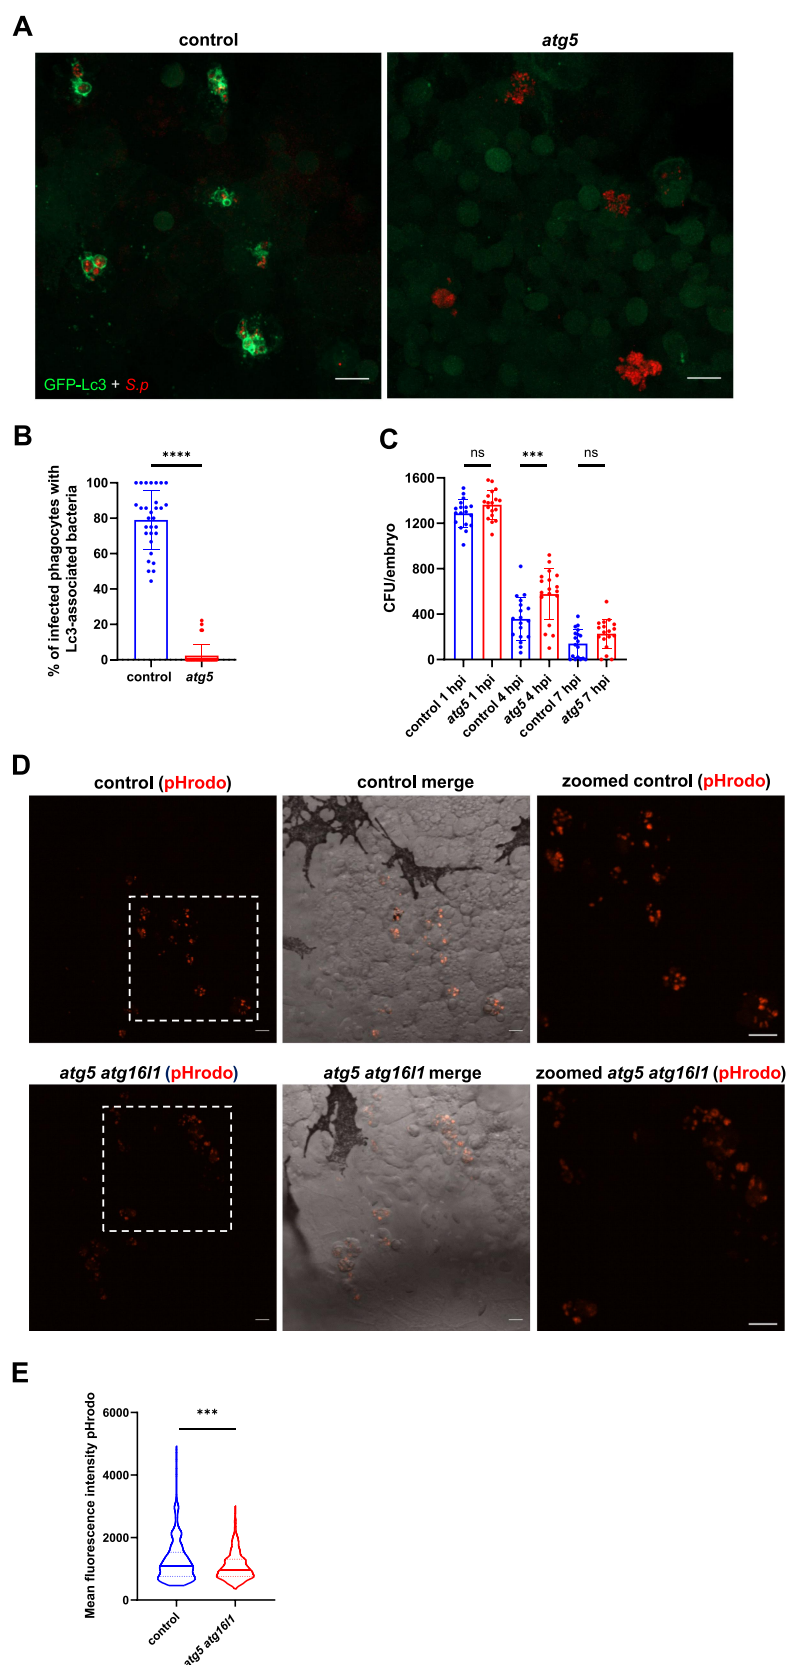 A
control
atg5
GFP-Lc3 + S.p
B
% of infected phagocytes with
Lc3-associated bacteria
****
100
80
60
40
20
0
control
atg5
C
CFU/embryo
ns
***
ns
1600
1200
800
400
0
control 1 hpi
atg5 1 hpi
control 4 hpi
atg5 4 hpi
control 7 hpi
atg5 7 hpi
D
control (pHrodo)
control merge
zoomed control (pHrodo)
atg5 atg16l1 (pHrodo)
atg5 atg16l1 merge
zoomed atg5 atg16l1 (pHrodo)
E
Mean fluorescence intensity pHrodo
***
6000
4000
2000
0
control
atg5 atg16l1